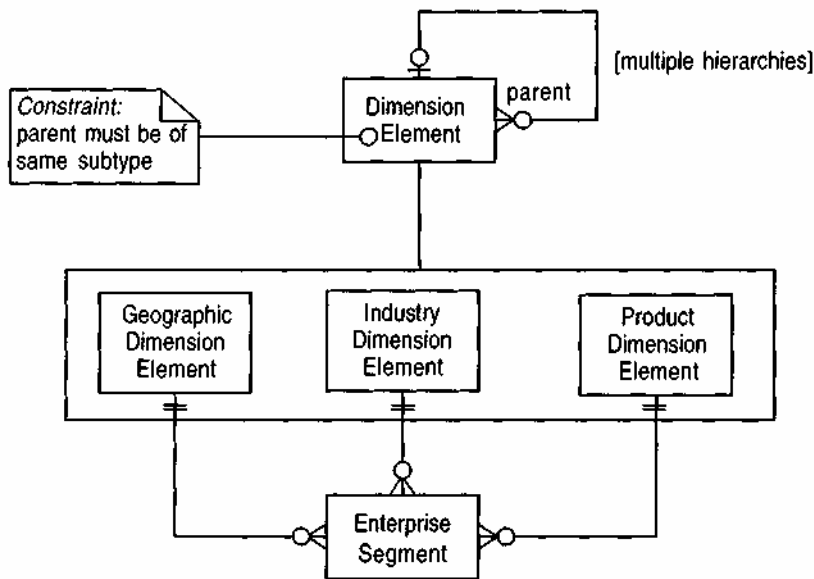 [multiple hierarchies]
Constraint:
parent must be of
same subtype
Dimension
Element
parent
Geographic
Dimension
Element
Industry
Dimension
Element
Product
Dimension
Element
Enterprise
Segment